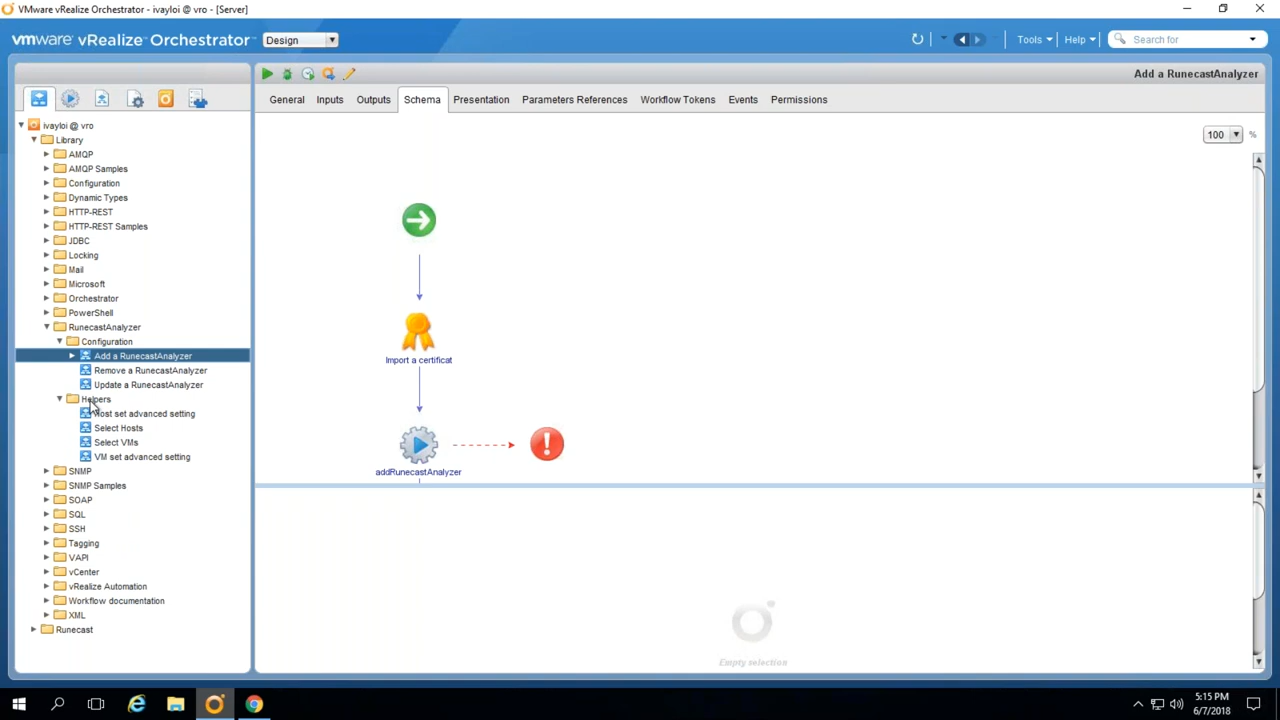 VMware vRealize Orchestrator - ivayloi @ vro - [Server]
vmware® vRealize™ Orchestrator™
Design
Tools
Help
Search for
Add a RunecastAnalyzer
General
Inputs
Outputs
Schema
Presentation
Parameters References
Workflow Tokens
Events
Permissions
100
%
ivayloi @ vro
Library
AMQP
AMQP Samples
Configuration
Dynamic Types
HTTP-REST
HTTP-REST Samples
JDBC
Locking
Mail
Microsoft
Orchestrator
PowerShell
RunecastAnalyzer
Configuration
Add a RunecastAnalyzer
Remove a RunecastAnalyzer
Update a RunecastAnalyzer
Helpers
Host set advanced setting
Select Hosts
Select VMs
VM set advanced setting
SNMP
SNMP Samples
SOAP
SQL
SSH
Tagging
VAPI
vCenter
vRealize Automation
Workflow documentation
XML
Runecast
Import a certificat
addRunecastAnalyzer
Empty selection
5:15 PM
6/7/2018